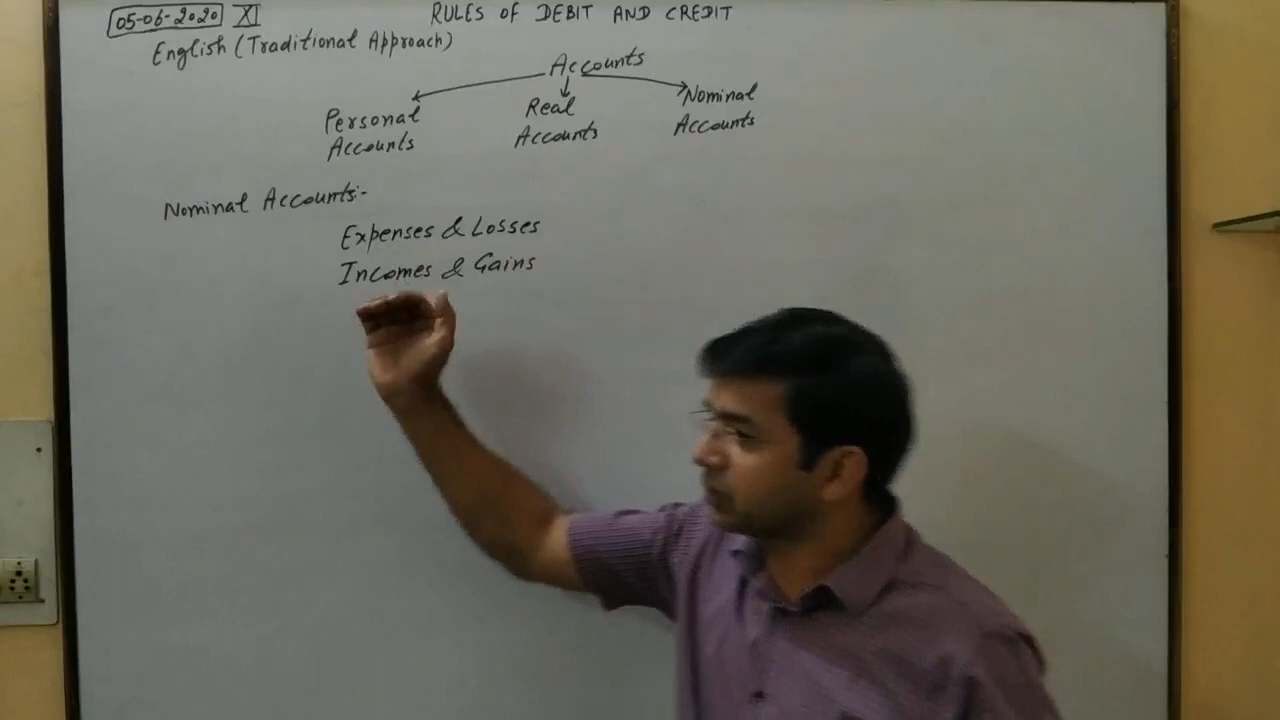 05-06-2020 XI RULES OF DEBIT AND CREDIT
English (Traditional Approach)
Accounts
Personal Accounts
Real Accounts
Nominal Accounts
Nominal Accounts:-
Expenses & Losses
Incomes & Gains